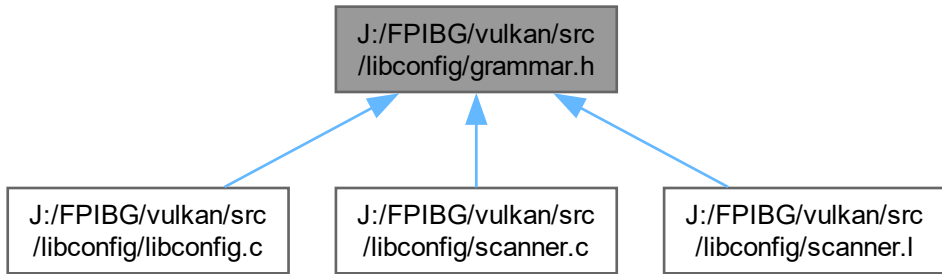 J:/FPIBG/vulkan/src
/libconfig/grammar.h
J:/FPIBG/vulkan/src
/libconfig/libconfig.c
J:/FPIBG/vulkan/src
/libconfig/scanner.c
J:/FPIBG/vulkan/src
/libconfig/scanner.l